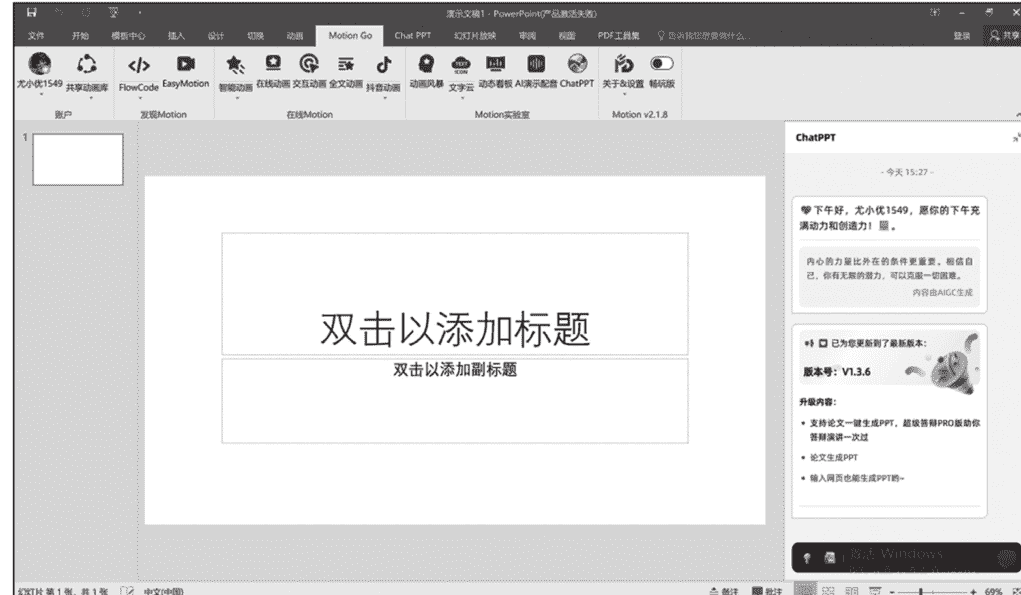 演示文稿1 - PowerPoint(产品激活失败)
文件 开始 模板中心 插入 设计 切换 动画 Motion Go Chat PPT 幻灯片放映 审阅 视图 PDF工具集 告诉我您想要做什么... 登录 共享
尤小优1549 共享动画库 FlowCode EasyMotion 智能动画 在线动画 交互动画 全文动画 抖音动画 动画风暴 文字云 动态看板 AI演示配音 ChatPPT 关于&设置 畅玩版
账户 发现Motion 在线Motion Motion实验室 Motion v2.1.8
1
双击以添加标题
双击以添加副标题
ChatPPT
- 今天 15:27 -
下午好，尤小优1549，愿你的下午充
满动力和创造力！。
内心的力量比外在的条件更重要。相信自
己，你有无限的潜力，可以克服一切困难。
内容由AIGC生成
已为您更新到了最新版本：
版本号：V1.3.6
升级内容：
• 支持论文一键生成PPT，超级答辩PRO版助你
答辩演讲一次过
• 论文生成PPT
• 输入网页也能生成PPT哟~
激活 Windows
幻灯片 第 1 张，共 1 张 中文(中国) 备注 批注 69%